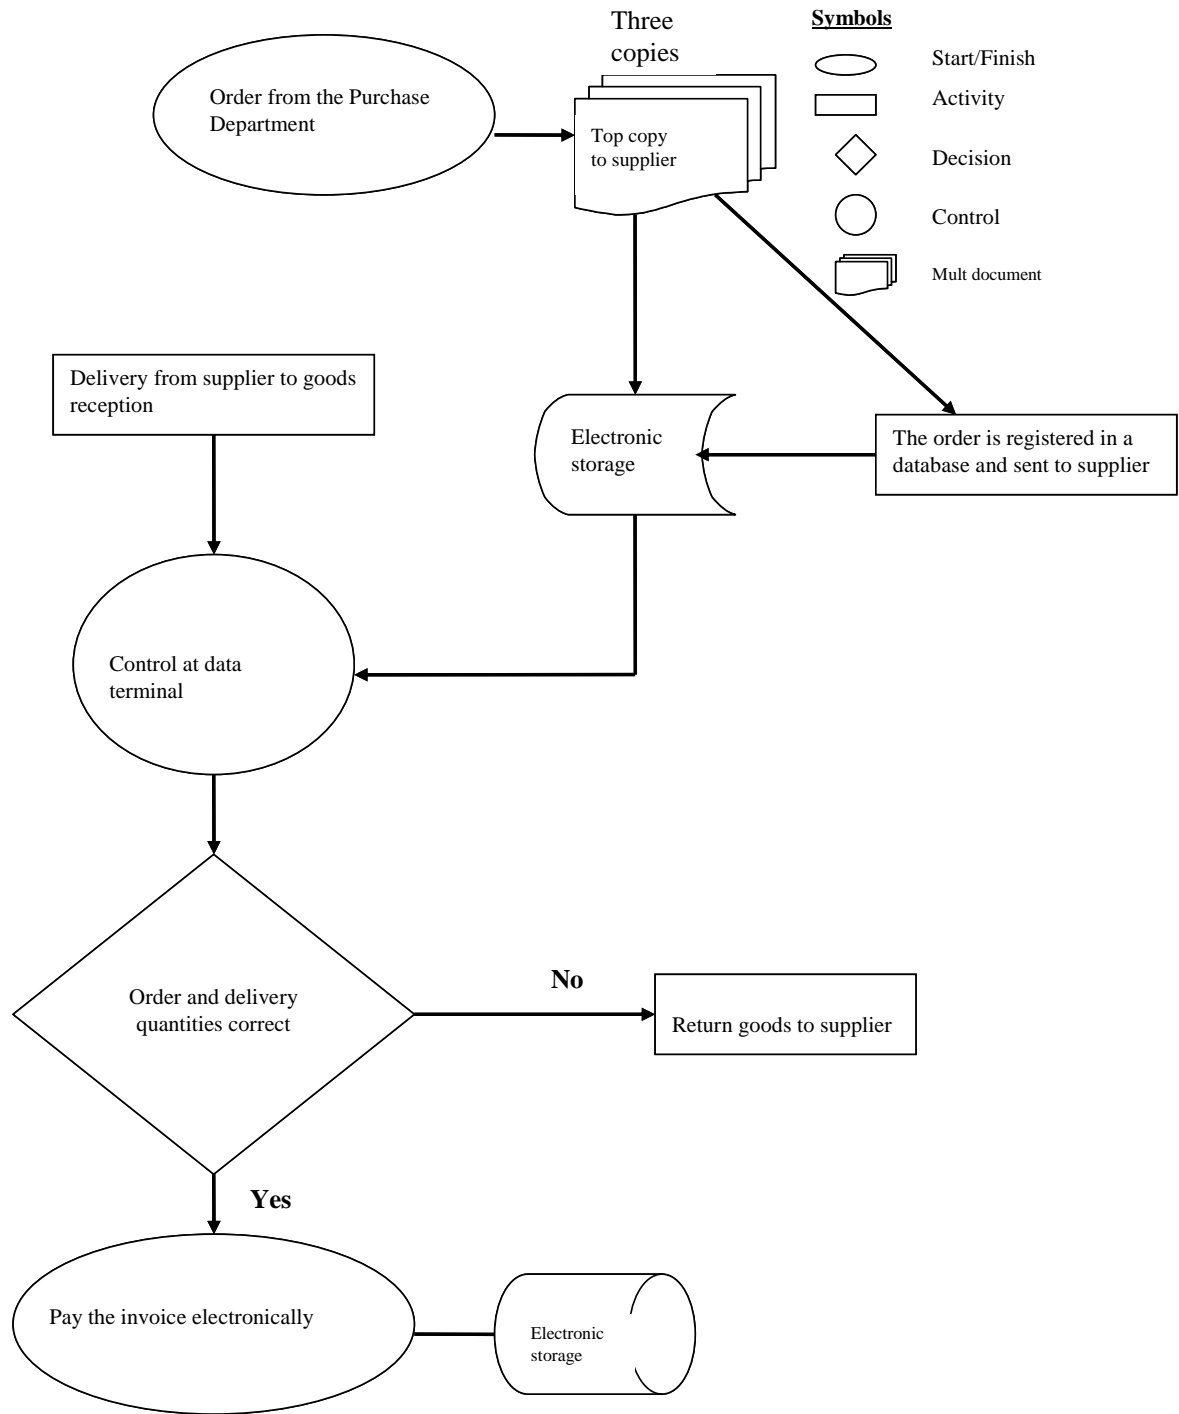 Three
copies
Order from the Purchase
Department
Top copy
to supplier
Symbols
Start/Finish
Activity
Decision
Control
Mult document
Delivery from supplier to goods
reception
Electronic
storage
The order is registered in a
database and sent to supplier
Control at data
terminal
Order and delivery
quantities correct
No
Return goods to supplier
Yes
Pay the invoice electronically
Electronic
storage